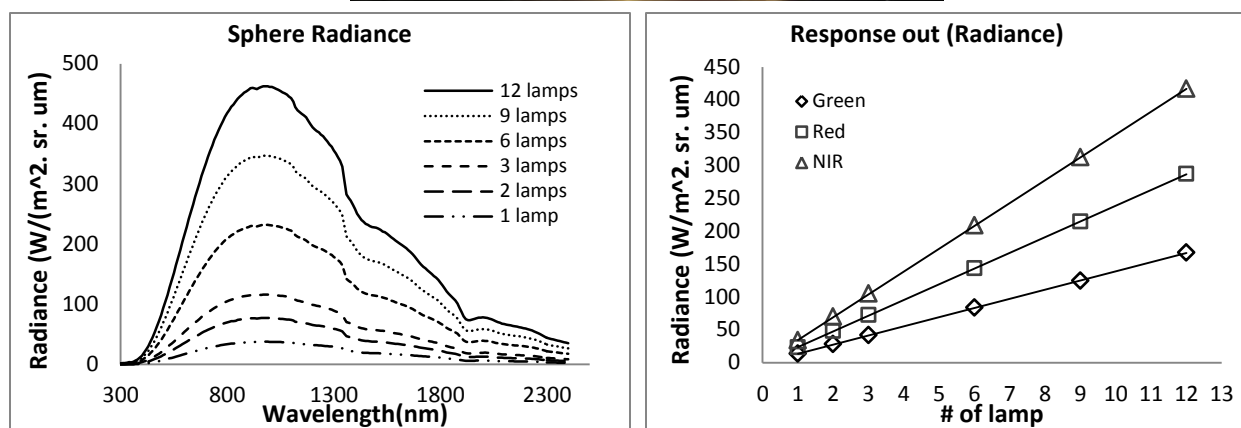 Sphere Radiance
Radiance (W/(m^2. sr. um)
500
400
300
200
100
0
12 lamps
9 lamps
6 lamps
3 lamps
2 lamps
1 lamp
300 800 1300 1800 2300
Wavelength(nm)
Response out (Radiance)
Radiance (W/m^2. sr. um)
450
400
350
300
250
200
150
100
50
0
Green
Red
NIR
0 1 2 3 4 5 6 7 8 9 10 11 12 13
# of lamp